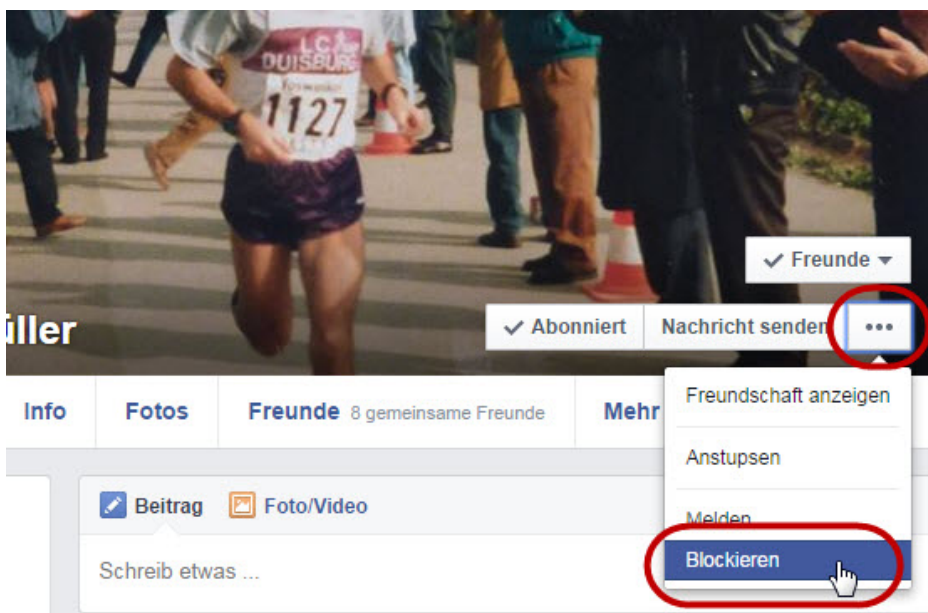 L.C.
DUISBURG
1127
Freunde
üller
Abonniert Nachricht senden
Info Fotos Freunde 8 gemeinsame Freunde Mehr
Freundschaft anzeigen
Anstupsen
Melden
Blockieren
Beitrag Foto/Video
Schreib etwas ...